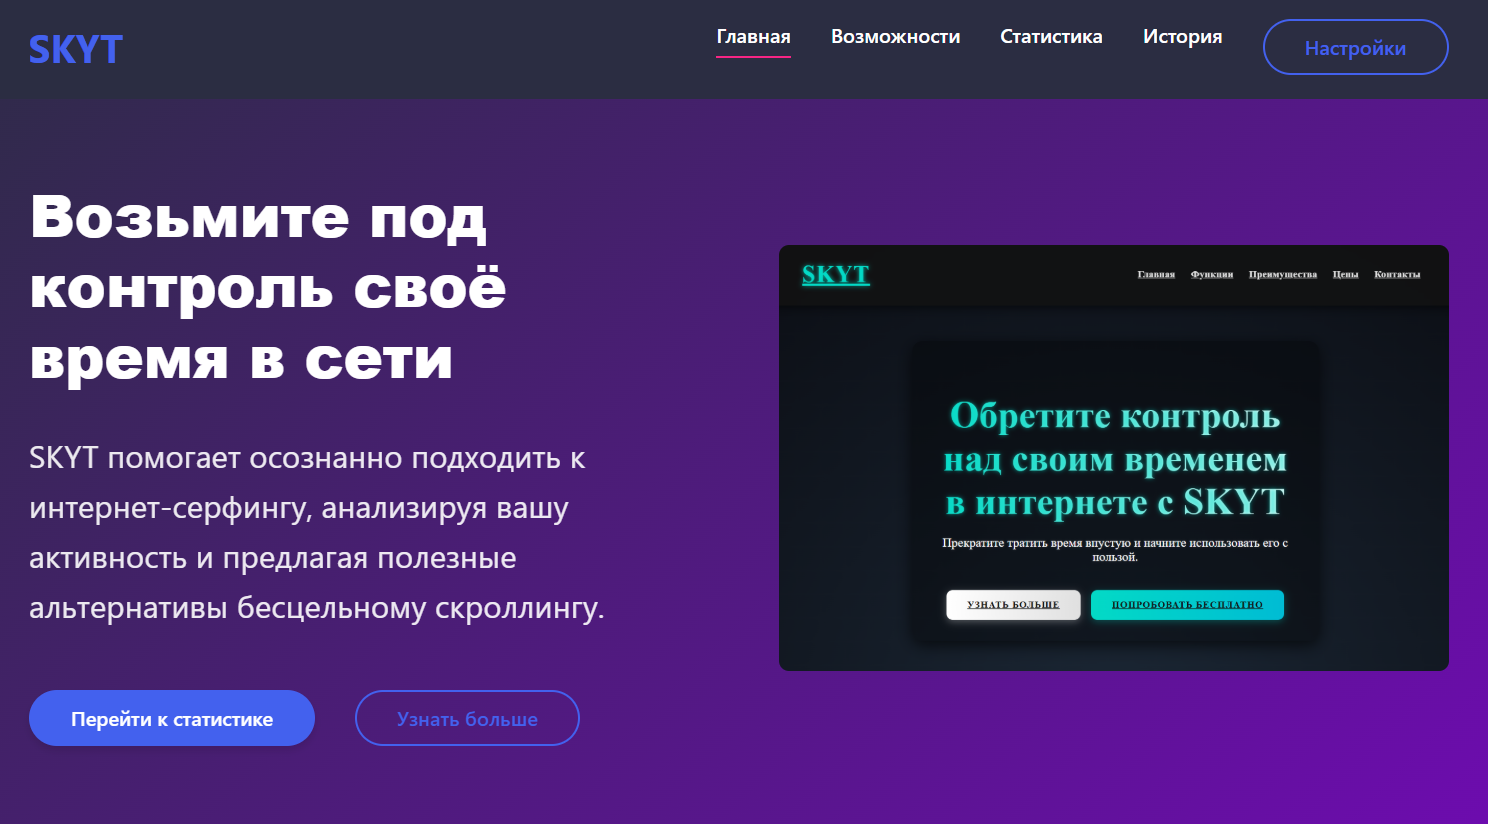 SKYT
Главная
Возможности
Статистика
История
Настройки
Возьмите под
контроль своё
время в сети
SKYT помогает осознанно подходить к
интернет-серфингу, анализируя вашу
активность и предлагая полезные
альтернативы бесцельному скроллингу.
Перейти к статистике
Узнать больше
SKYT
Главная
Функции
Преимущества
Цены
Контакты
Обретите контроль
над своим временем
в интернете с SKYT
Прекратите тратить время впустую и начните использовать его с
пользой.
УЗНАТЬ БОЛЬШЕ
ПОПРОБОВАТЬ БЕСПЛАТНО